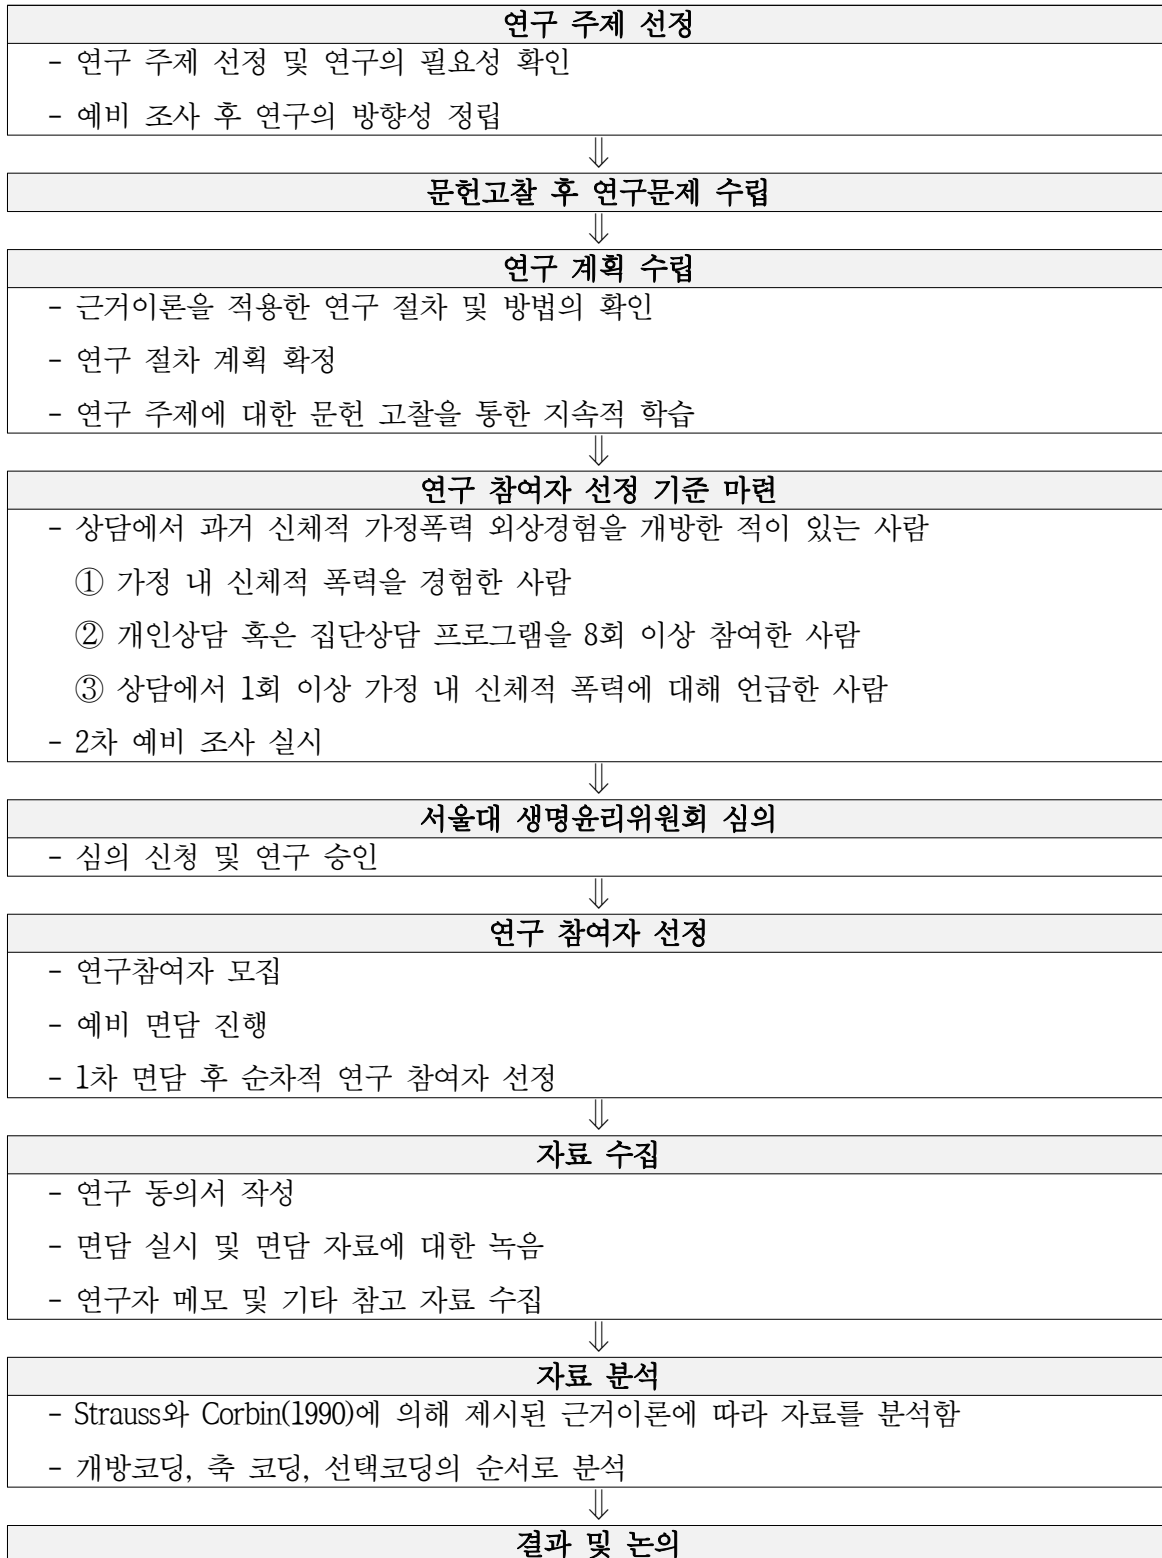 연구 주제 선정
- 연구 주제 선정 및 연구의 필요성 확인
- 예비 조사 후 연구의 방향성 정립
⇓
문헌고찰 후 연구문제 수립
⇓
연구 계획 수립
- 근거이론을 적용한 연구 절차 및 방법의 확인
- 연구 절차 계획 확정
- 연구 주제에 대한 문헌 고찰을 통한 지속적 학습
⇓
연구 참여자 선정 기준 마련
- 상담에서 과거 신체적 가정폭력 외상경험을 개방한 적이 있는 사람
① 가정 내 신체적 폭력을 경험한 사람
② 개인상담 혹은 집단상담 프로그램을 8회 이상 참여한 사람
③ 상담에서 1회 이상 가정 내 신체적 폭력에 대해 언급한 사람
- 2차 예비 조사 실시
⇓
서울대 생명윤리위원회 심의
- 심의 신청 및 연구 승인
⇓
연구 참여자 선정
- 연구참여자 모집
- 예비 면담 진행
- 1차 면담 후 순차적 연구 참여자 선정
⇓
자료 수집
- 연구 동의서 작성
- 면담 실시 및 면담 자료에 대한 녹음
- 연구자 메모 및 기타 참고 자료 수집
⇓
자료 분석
- Strauss와 Corbin(1990)에 의해 제시된 근거이론에 따라 자료를 분석함
- 개방코딩, 축 코딩, 선택코딩의 순서로 분석
⇓
결과 및 논의